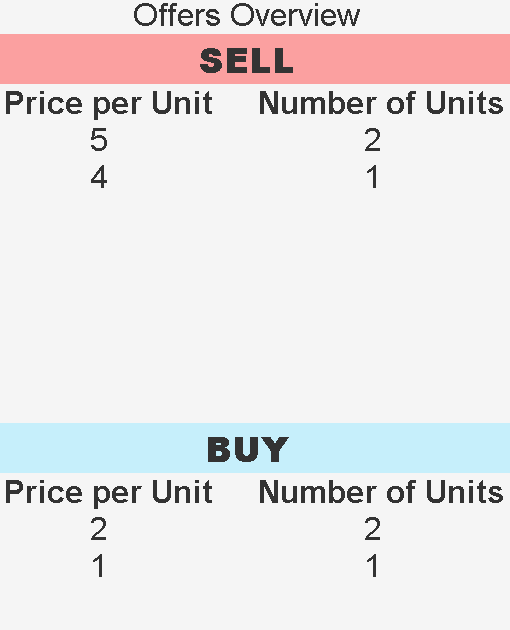 Offers Overview
SELL
Price per Unit Number of Units
5 2
4 1
BUY
Price per Unit Number of Units
2 2
1 1